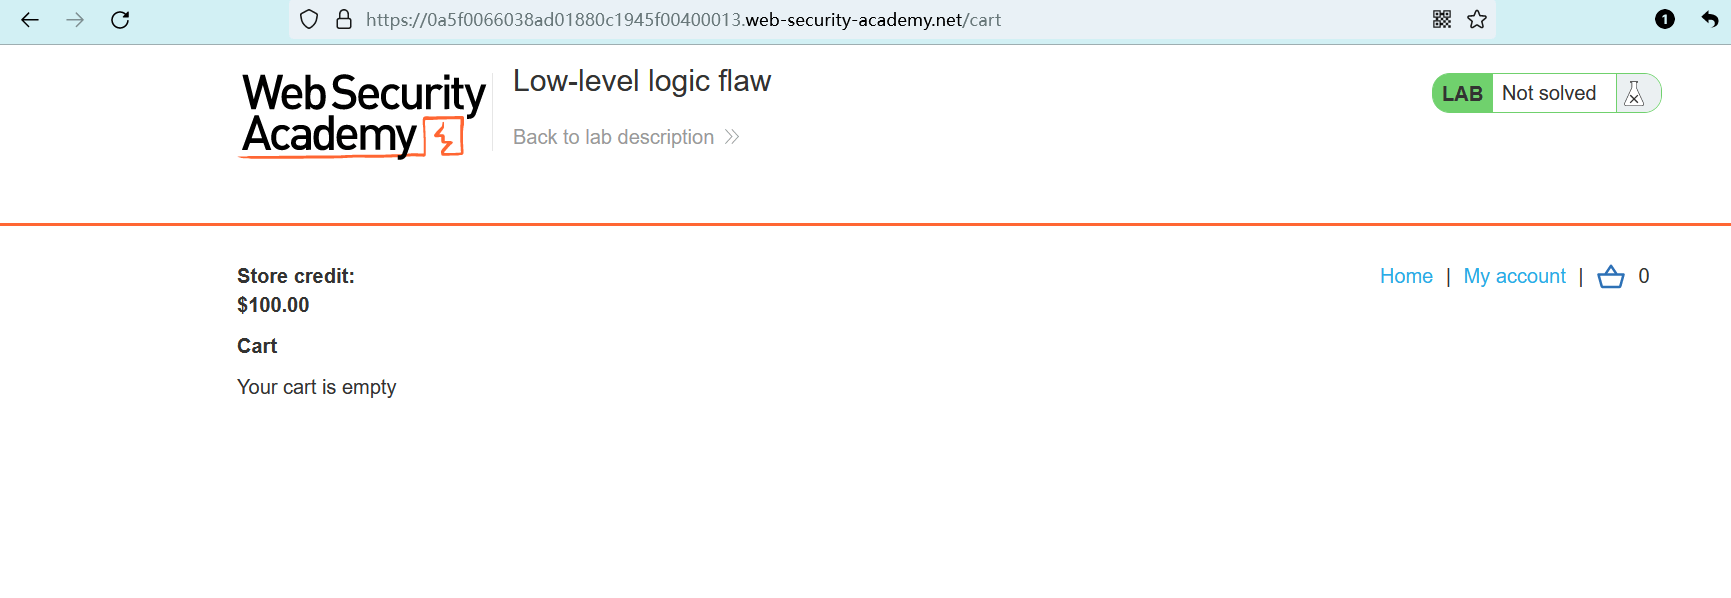 https://0a5f0066038ad01880c1945f00400013.web-security-academy.net/cart
1
Web Security
Academy
Low-level logic flaw
Back to lab description
LAB Not solved
Store credit:
$100.00
Home | My account | 0
Cart
Your cart is empty